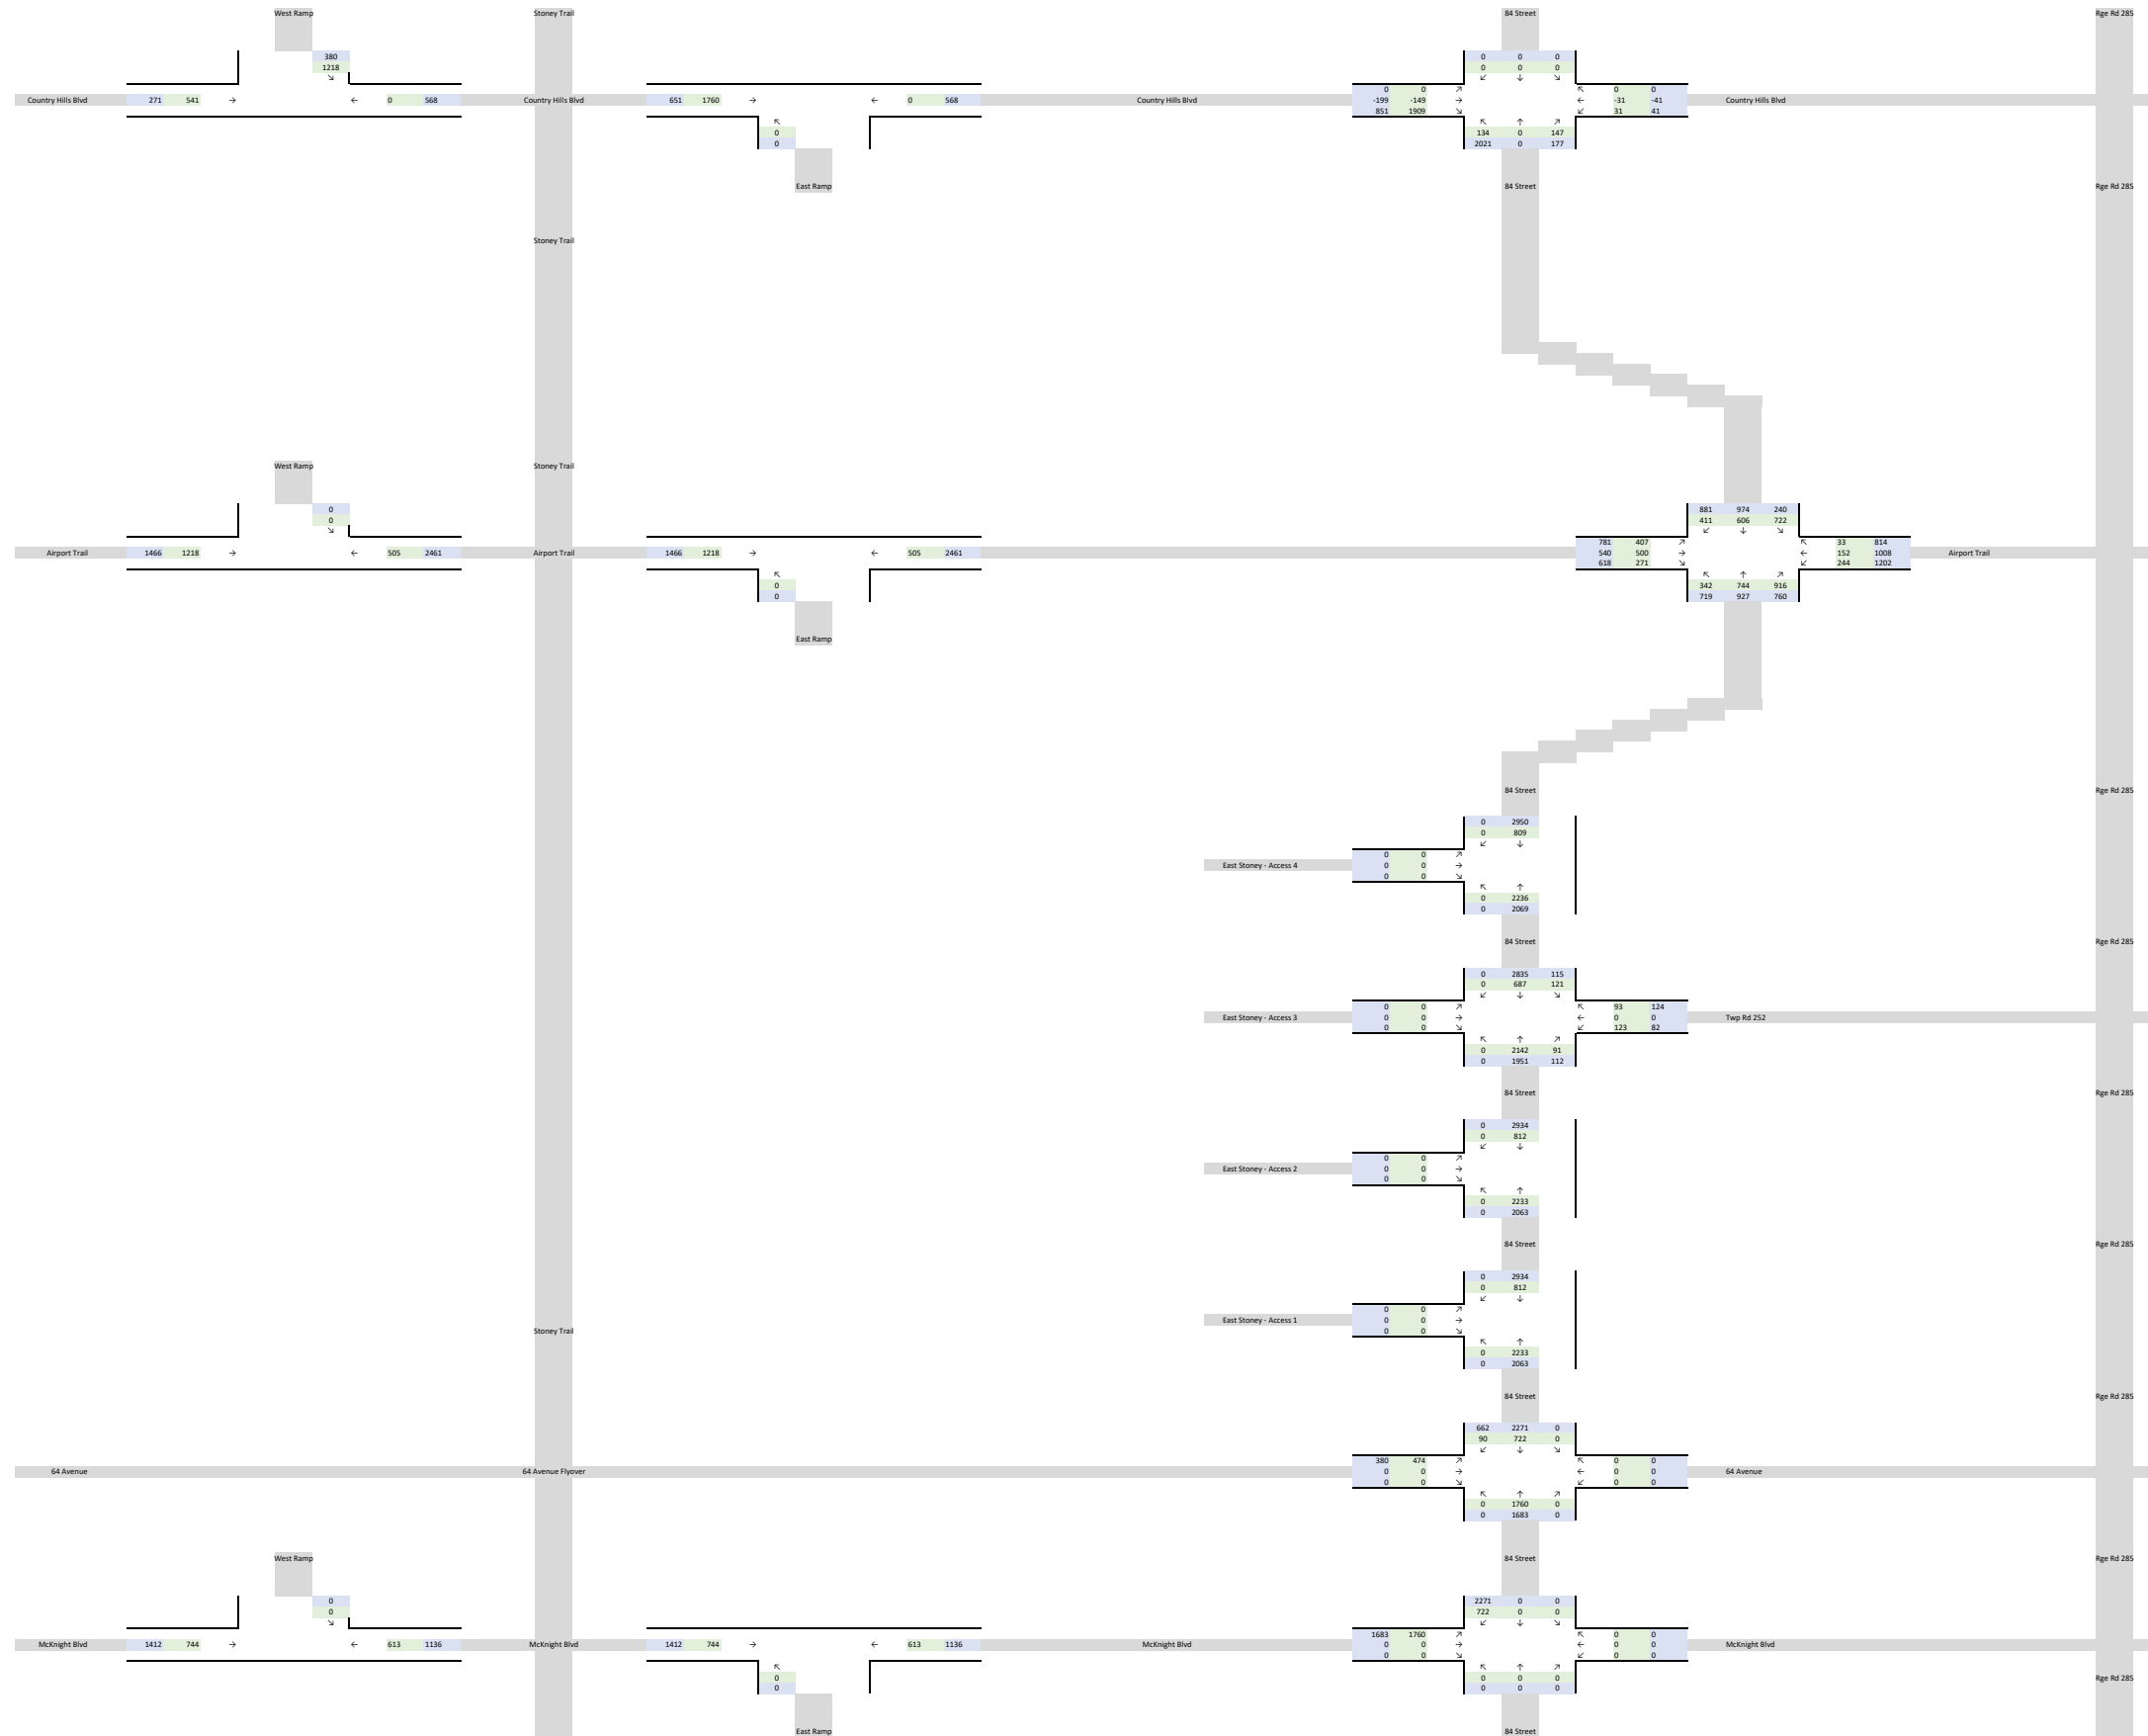 West Ramp Stoney Trail 84 Street Rge Rd 285
380 0 0 0
1218 0 0 0
↘ ↙ ↓ ↘
0 0 ↗ ↖ 0 0
Country Hills Blvd 271 541 → ← 0 568 Country Hills Blvd 651 1760 → ← 0 568 Country Hills Blvd -199 -149 → ← -31 -41 Country Hills Blvd
851 1909 ↘ ↙ 31 41
↖ ↖ ↑ ↗
0 134 0 147
0 2021 0 177
East Ramp 84 Street Rge Rd 285
Stoney Trail
West Ramp Stoney Trail
0 881 974 240
0 411 606 722
↘ ↙ ↓ ↘
781 407 ↗ ↖ 33 814
Airport Trail 1466 1218 → ← 505 2461 Airport Trail 1466 1218 → ← 505 2461 540 500 → ← 152 1008 Airport Trail
618 271 ↘ ↙ 244 1202
↖ ↖ ↑ ↗
0 342 744 916
0 719 927 760
East Ramp
84 Street Rge Rd 285
0 2950
0 809
↙ ↓
0 0 ↗
East Stoney - Access 4 0 0 →
0 0 ↘
↖ ↑
0 2236
0 2069
84 Street Rge Rd 285
0 2835 115
0 687 121
↙ ↓ ↘
0 0 ↗ ↖ 93 124
East Stoney - Access 3 0 0 → ← 0 0 Twp Rd 252
0 0 ↘ ↙ 123 82
↖ ↑ ↗
0 2142 91
0 1951 112
84 Street Rge Rd 285
0 2934
0 812
↙ ↓
0 0 ↗
East Stoney - Access 2 0 0 →
0 0 ↘
↖ ↑
0 2233
0 2063
84 Street Rge Rd 285
0 2934
0 812
↙ ↓
0 0 ↗
East Stoney - Access 1 0 0 →
Stoney Trail 0 0 ↘
↖ ↑
0 2233
0 2063
84 Street Rge Rd 285
662 2271 0
90 722 0
↙ ↓ ↘
380 474 ↗ ↖ 0 0
64 Avenue 64 Avenue Flyover 0 0 → ← 0 0 64 Avenue
0 0 ↘ ↙ 0 0
↖ ↑ ↗
0 1760 0
0 1683 0
West Ramp 84 Street Rge Rd 285
0 2271 0 0
0 722 0 0
↘ ↙ ↓ ↘
1683 1760 ↗ ↖ 0 0
McKnight Blvd 1412 744 → ← 613 1136 McKnight Blvd 1412 744 → ← 613 1136 McKnight Blvd 0 0 → ← 0 0 McKnight Blvd
0 0 ↘ ↙ 0 0
↖ ↖ ↑ ↗
0 0 0 0 Rge Rd 285
0 0 0 0
East Ramp 84 Street